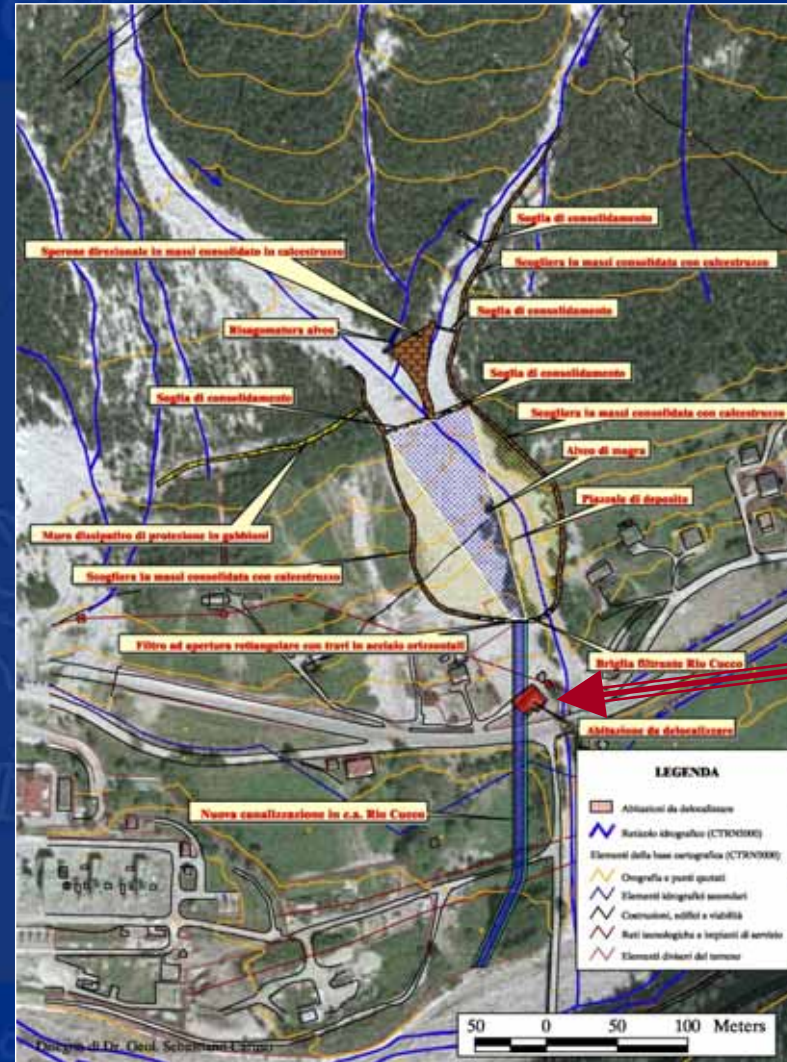 Soglia di consolidamento
Sperone direzionale in massi consolidato in calcestruzzo
Scogliera in massi consolidata con calcestruzzo
Soglia di consolidamento
Risagomatura alveo
Soglia di consolidamento
Soglia di consolidamento
Scogliera in massi consolidata con calcestruzzo
Alveo di magra
Piazzale di deposito
Muro dissipativo di protezione in gabbioni
Scogliera in massi consolidata con calcestruzzo
Filtro ad apertura rettangolare con travi in acciaio orizzontali
Briglia filtrante Rio Cucco
Abitazione da delocalizzare
Nuova canalizzazione in c.a. Rio Cucco
LEGENDA
Abitazioni da delocalizzare
Reticolo idrografico (CTRN5000)
Elementi della base cartografica (CTRN5000)
Orografia e punti quotati
Elementi idrografici secondari
Costruzioni, edifici e viabilità
Reti tecnologiche e impianti di servizio
Elementi divisori del terreno
50 0 50 100 Meters
Disegno di Dr. Geol. Sebastiano